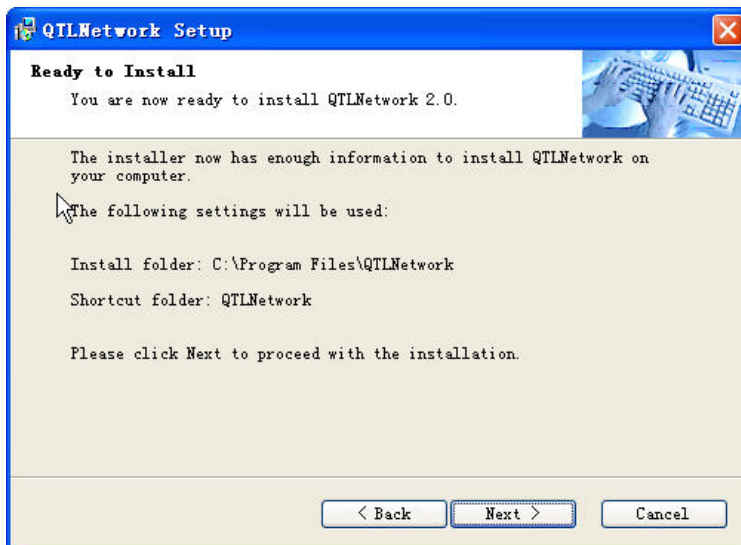 QTLNetwork Setup
Ready to Install
You are now ready to install QTLNetwork 2.0.
The installer now has enough information to install QTLNetwork on
your computer.
The following settings will be used:
Install folder: C:\Program Files\QTLNetwork
Shortcut folder: QTLNetwork
Please click Next to proceed with the installation.
< Back
Next >
Cancel